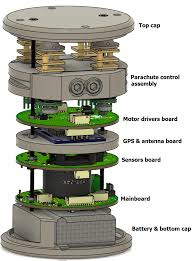 Top cap
Parachute control
assembly
Motor drivers board
GPS & antenna board
Sensors board
Mainboard
Battery & bottom cap